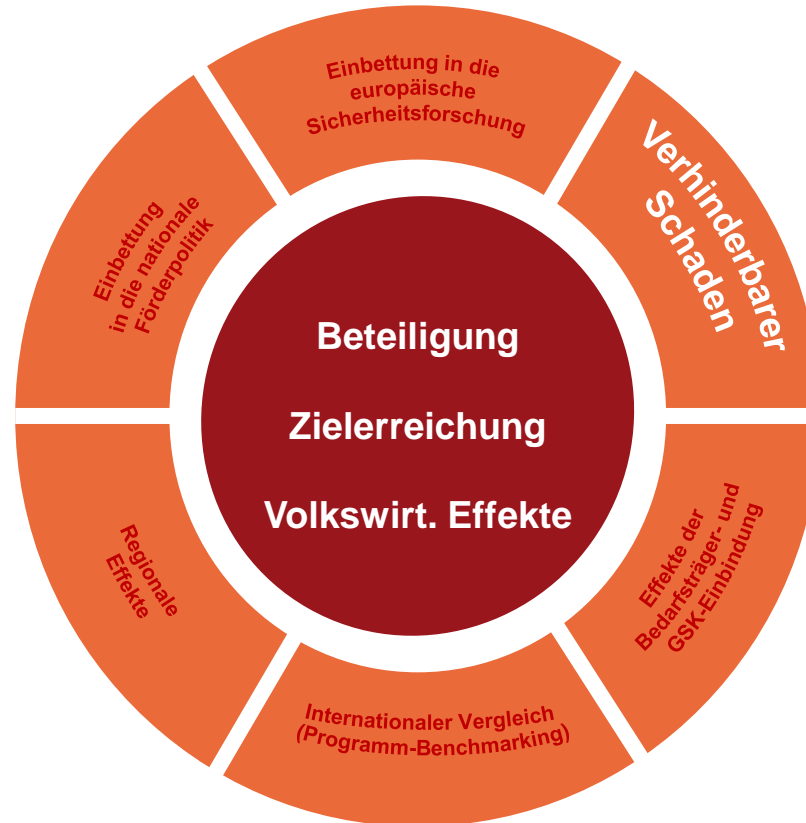 Einbettung in die
europäische
Sicherheitsforschung
Verhinderbarer
Schaden
Einbettung
in die nationale
Förderpolitik
Beteiligung
Zielerreichung
Volkswirt. Effekte
Effekte der
Bedarfsträger- und
GSK-Einbindung
Regionale
Effekte
Internationaler Vergleich
(Programm-Benchmarking)